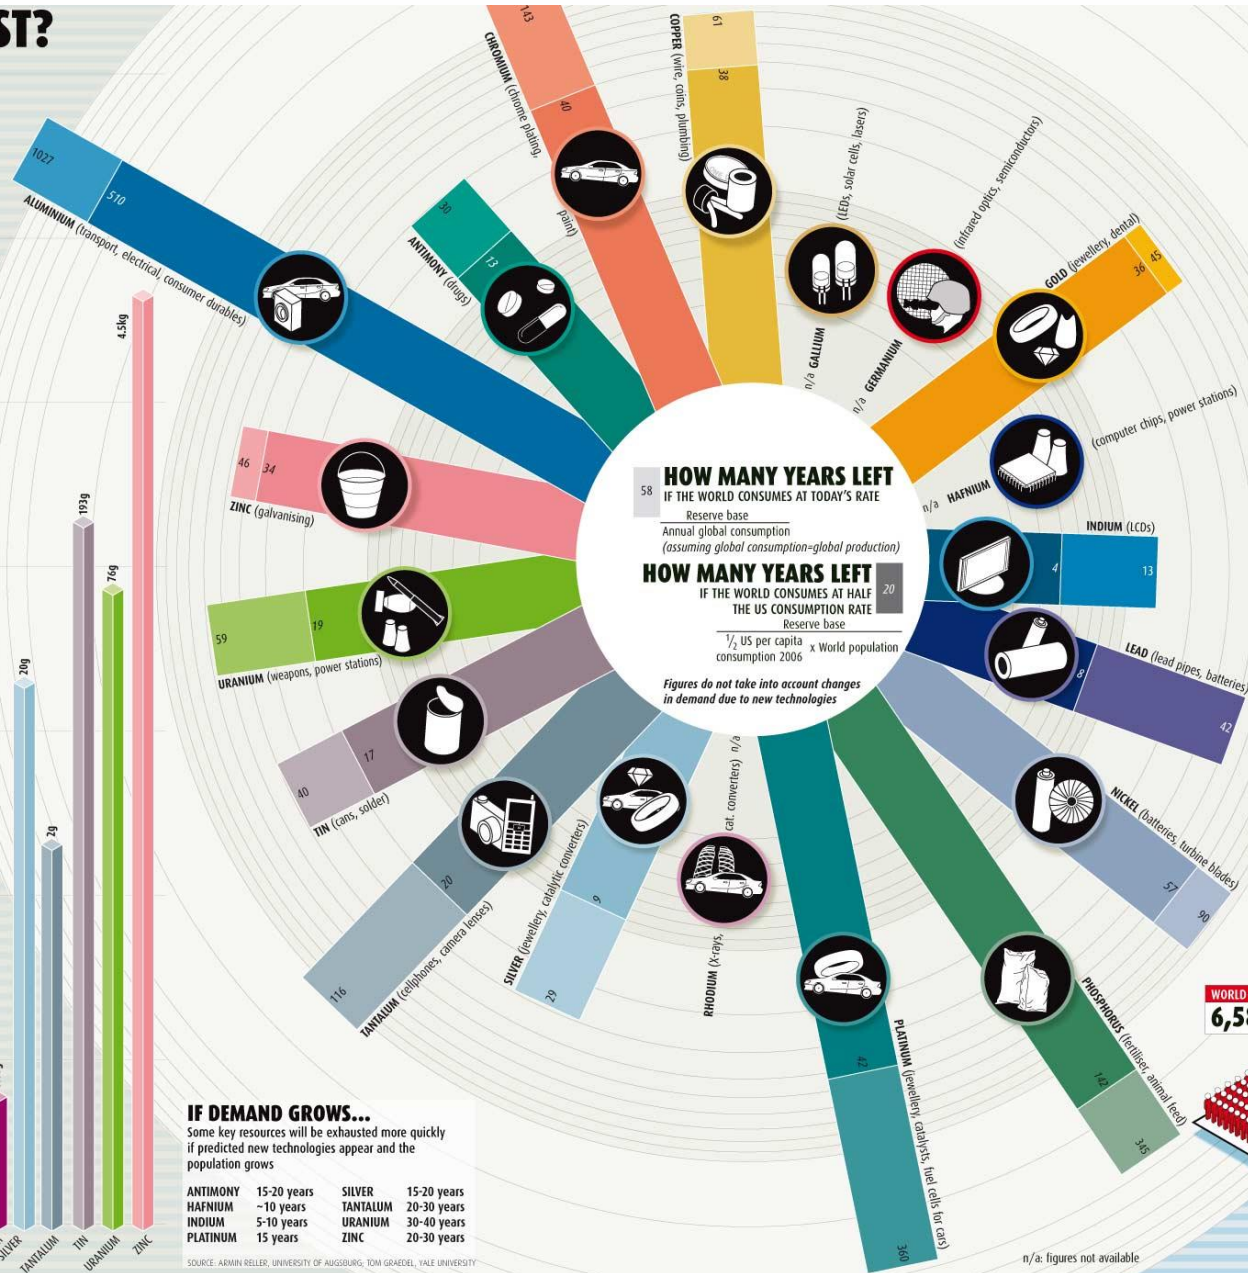 ST?
143
40
CHROMIUM (chrome plating,
paint)
61
38
COPPER (wire, coins, plumbing)
(LEDs, solar cells, lasers)
n/a GALLIUM
(infrared optics, semiconductors)
n/a GERMANIUM
GOLD (jewellery, dental)
36
45
(computer chips, power stations)
n/a HAFNIUM
INDIUM (LCDs)
4
13
LEAD (lead pipes, batteries)
8
42
NICKEL (batteries, turbine blades)
57
90
PHOSPHORUS (fertiliser, animal feed)
142
345
PLATINUM (jewellery, catalysts, fuel cells for cars)
42
360
RHODIUM (X-rays,
cat. converters) n/a
SILVER (jewellery, catalytic converters)
9
29
TANTALUM (cellphones, camera lenses)
20
116
TIN (cans, solder)
17
40
URANIUM (weapons, power stations)
19
59
ZINC (galvanising)
46
34
ALUMINIUM (transport, electrical, consumer durables)
1027
510
ANTIMONY (drugs)
30
13
58
HOW MANY YEARS LEFT
IF THE WORLD CONSUMES AT TODAY'S RATE
Reserve base
Annual global consumption
(assuming global consumption=global production)
HOW MANY YEARS LEFT
20
IF THE WORLD CONSUMES AT HALF
THE US CONSUMPTION RATE
Reserve base
1/2 US per capita
consumption 2006
x World population
Figures do not take into account changes
in demand due to new technologies
20g
2g
193g
76g
4.5kg
SILVER
TANTALUM
TIN
URANIUM
ZINC
IF DEMAND GROWS...
Some key resources will be exhausted more quickly
if predicted new technologies appear and the
population grows
ANTIMONY 15-20 years SILVER 15-20 years
HAFNIUM ~10 years TANTALUM 20-30 years
INDIUM 5-10 years URANIUM 30-40 years
PLATINUM 15 years ZINC 20-30 years
SOURCE: ARMIN RELLER, UNIVERSITY OF AUGSBURG; TOM GRAEDEL, YALE UNIVERSITY
WORLD
6,58
n/a: figures not available